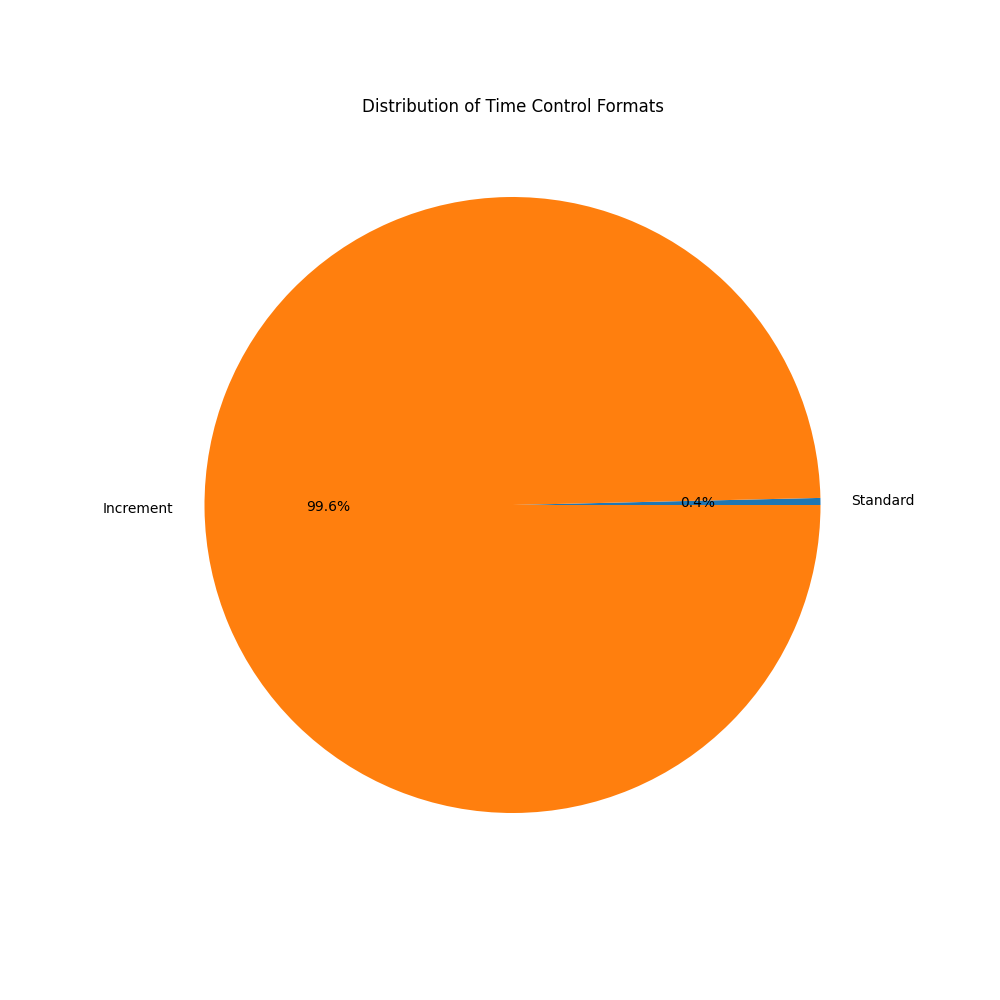 Distribution of Time Control Formats
Standard
0.4%
99.6%
Increment